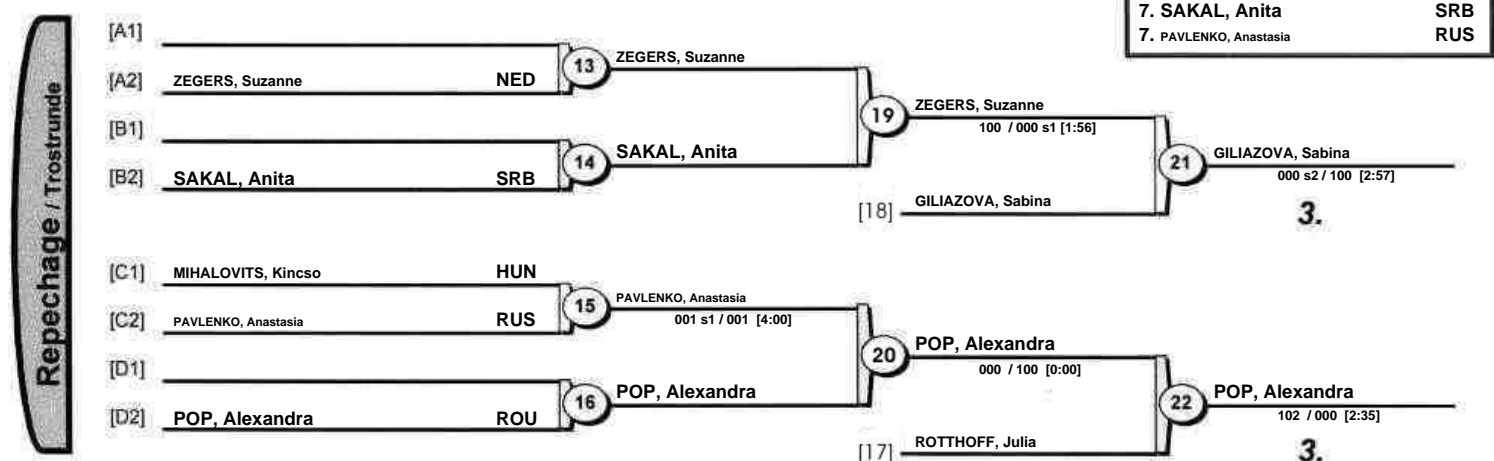 7. SAKAL, Anita SRB
7. PAVLENKO, Anastasia RUS
Repechage / Trostrunde
[A1]
[A2] ZEGERS, Suzanne NED
13 ZEGERS, Suzanne
[B1]
[B2] SAKAL, Anita SRB
14 SAKAL, Anita
19 ZEGERS, Suzanne
100 / 000 s1 [1:56]
[18] GILIAZOVA, Sabina
21 GILIAZOVA, Sabina
000 s2 / 100 [2:57]
3.
[C1] MIHALOVITS, Kincso HUN
[C2] PAVLENKO, Anastasia RUS
15 PAVLENKO, Anastasia
001 s1 / 001 [4:00]
[D1]
[D2] POP, Alexandra ROU
16 POP, Alexandra
20 POP, Alexandra
000 / 100 [0:00]
[17] ROTTHOFF, Julia
22 POP, Alexandra
102 / 000 [2:35]
3.